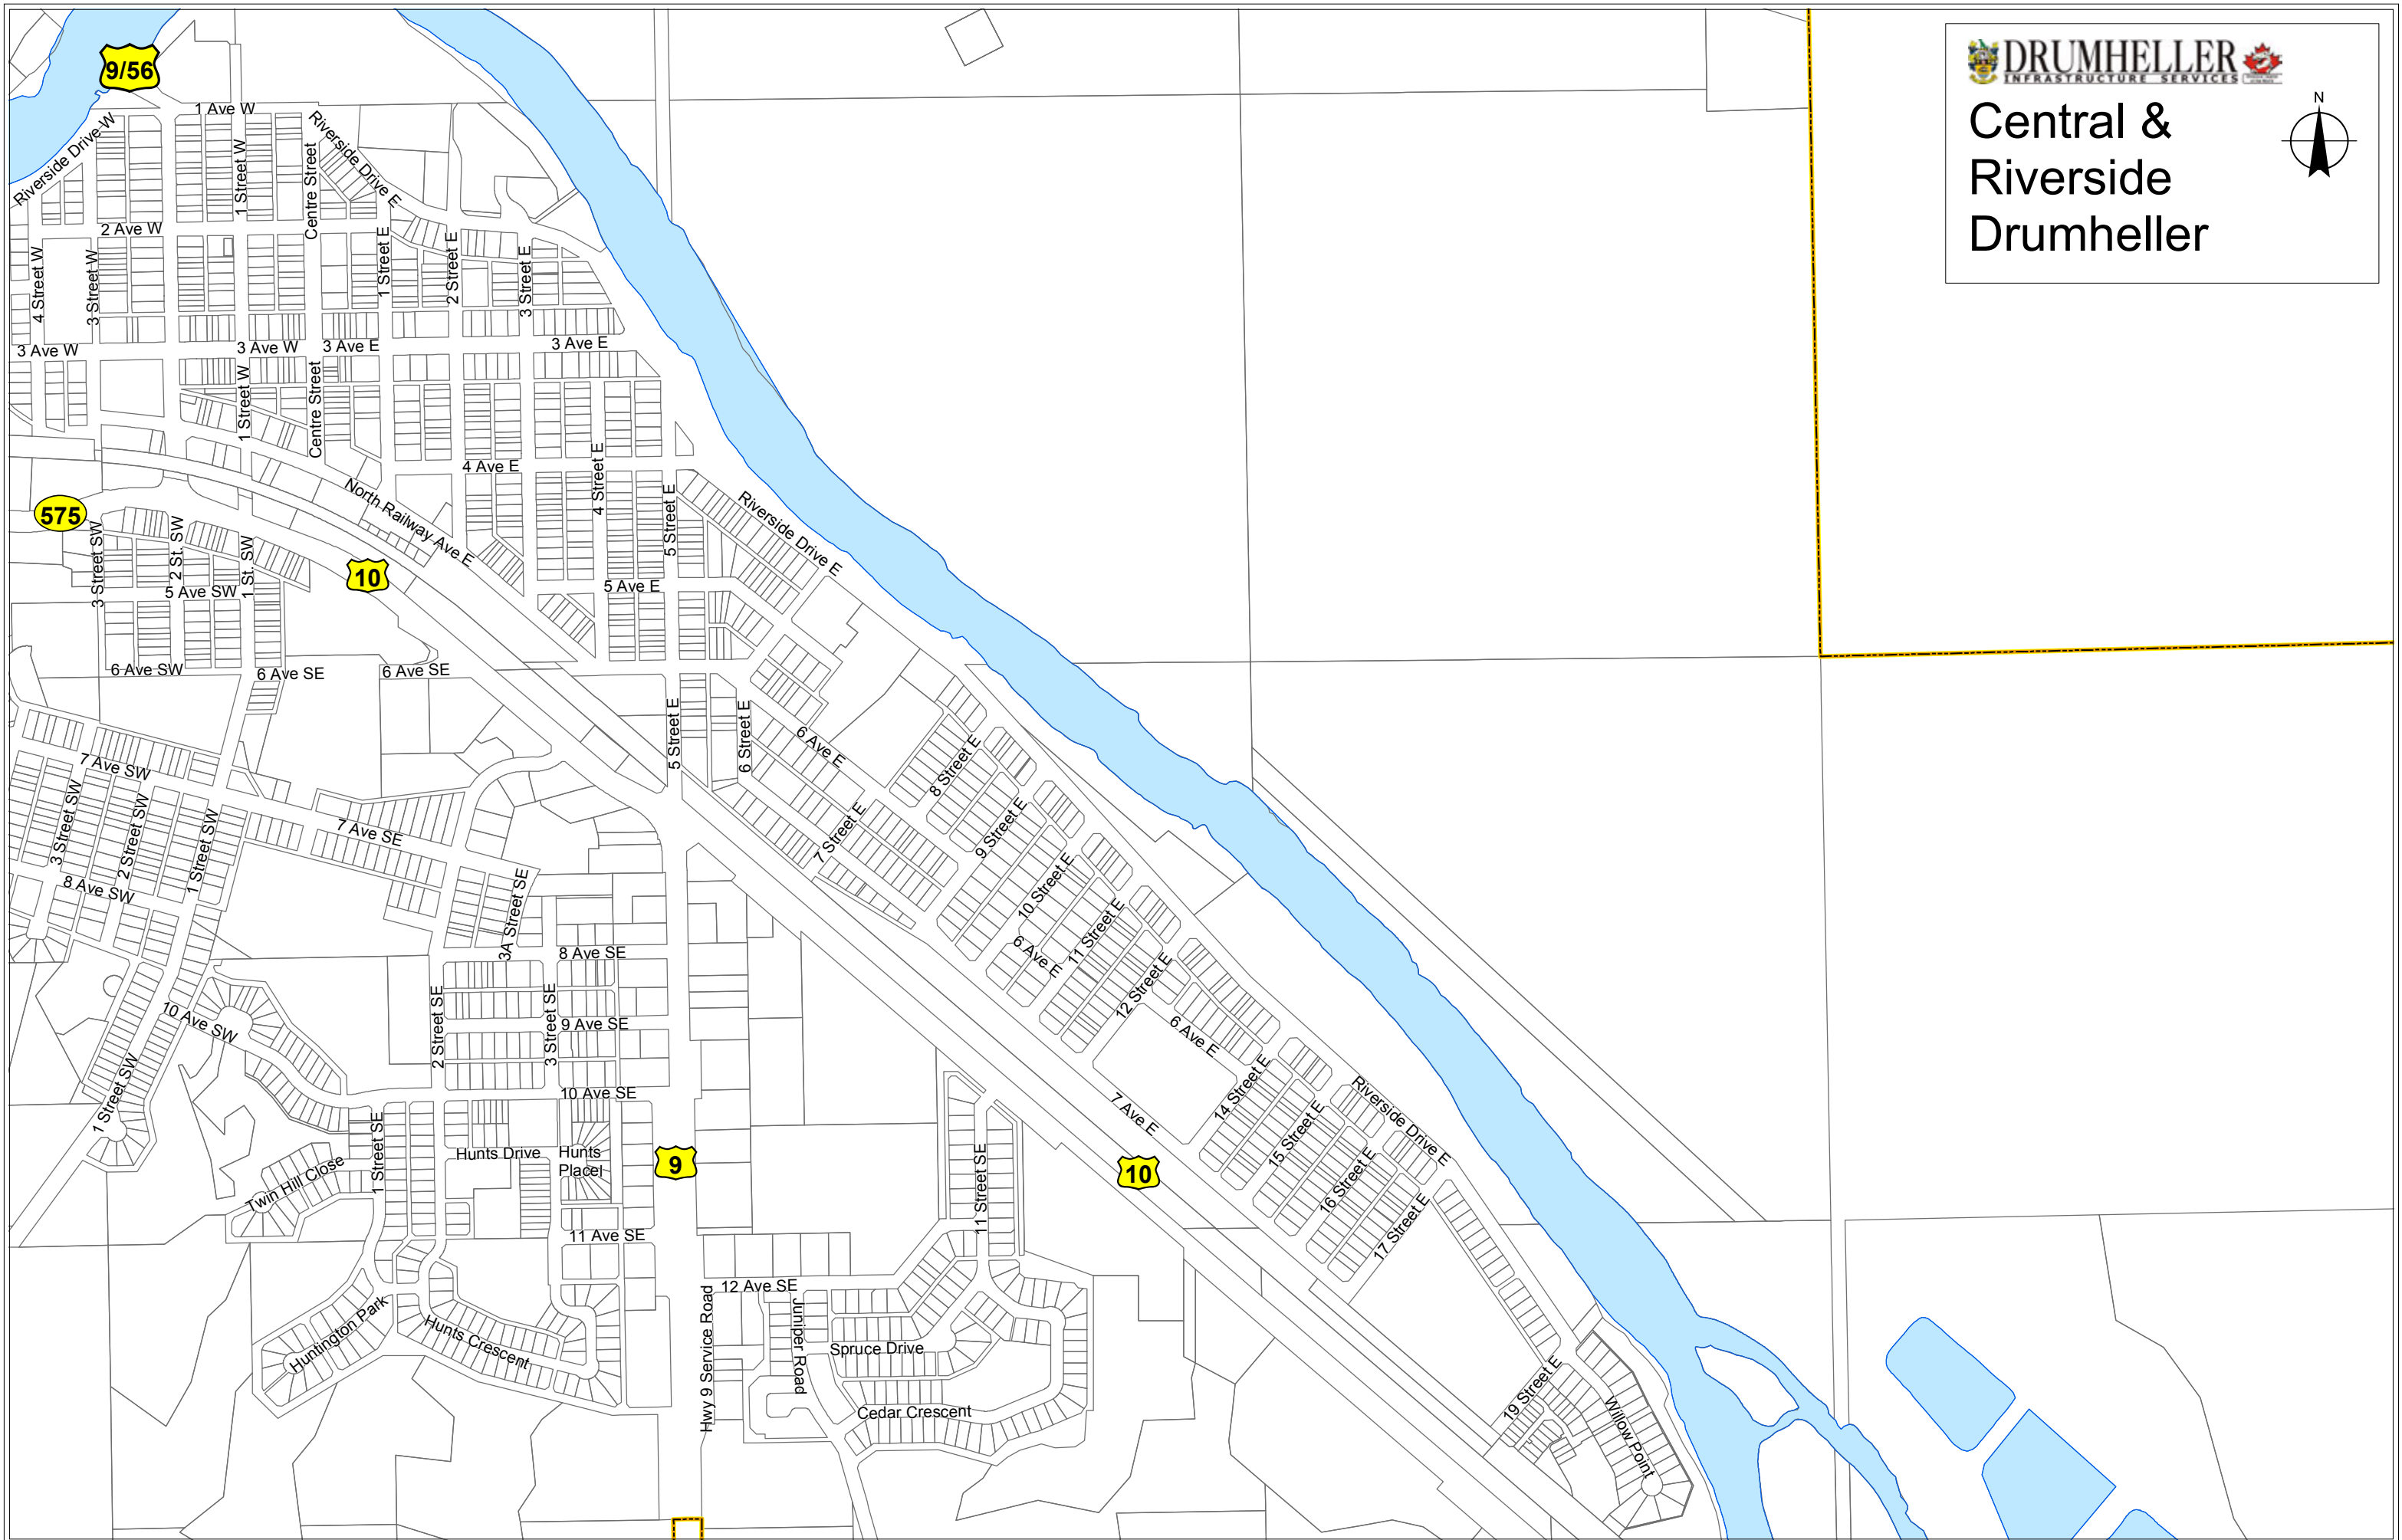 DRUMHELLER
INFRASTRUCTURE SERVICES
Central &
Riverside
Drumheller
N
9/56
1 Ave W
Riverside Drive W
1 Street W
Centre Street
Riverside Drive E
2 Ave W
4 Street W
3 Street W
1 Street E
2 Street E
3 Street E
3 Ave W
3 Ave W
3 Ave E
3 Ave E
1 Street W
Centre Street
4 Ave E
4 Street E
North Railway Ave E
5 Street E
Riverside Drive E
575
3 Street SW
2 St. SW
1 St. SW
10
5 Ave SW
5 Ave E
6 Ave SW
6 Ave SE
6 Ave SE
5 Street E
6 Street E
6 Ave E
8 Street E
7 Ave SW
3 Street SW
2 Street SW
1 Street SW
7 Ave SE
7 Street E
9 Street E
8 Ave SW
3A Street SE
10 Street E
11 Street E
6 Ave E
8 Ave SE
12 Street E
10 Ave SW
2 Street SE
3 Street SE
9 Ave SE
6 Ave E
1 Street SW
10 Ave SE
14 Street E
7 Ave E
Riverside Drive E
15 Street E
1 Street SE
Hunts Drive
Hunts
Placel
9
10
Twin Hill Close
11 Street SE
16 Street E
17 Street E
11 Ave SE
12 Ave SE
Huntington Park
Hunts Crescent
Hwy 9 Service Road
Juniper Road
Spruce Drive
Cedar Crescent
19 Street E
Willow Point